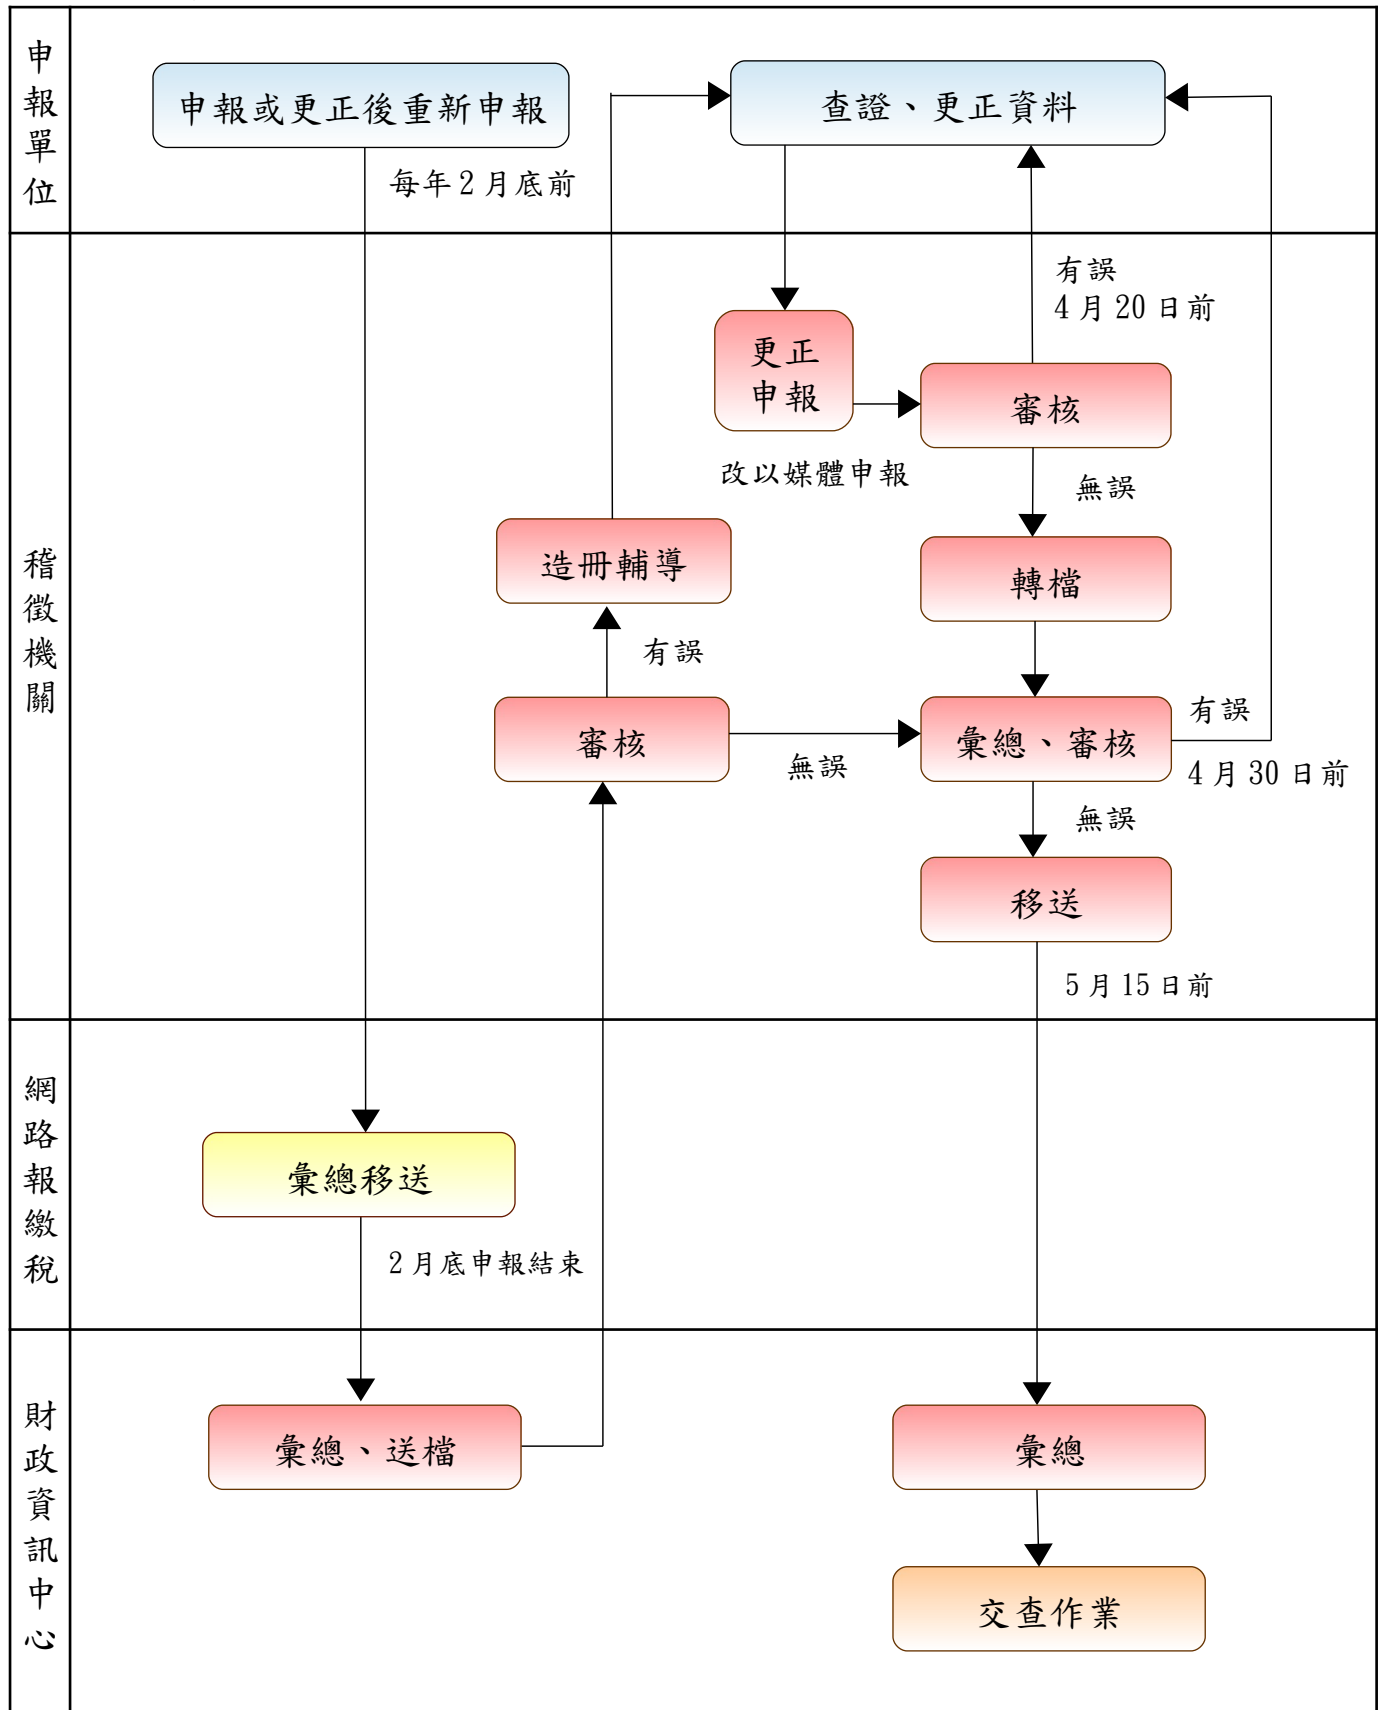 申報單位
申報或更正後重新申報
查證、更正資料
每年2月底前
稽徵機關
有誤
4月20日前
更正
申報
審核
改以媒體申報
無誤
造冊輔導
轉檔
有誤
審核
無誤
彙總、審核
有誤
4月30日前
無誤
移送
5月15日前
網路報繳稅
彙總移送
2月底申報結束
財政資訊中心
彙總、送檔
彙總
交查作業